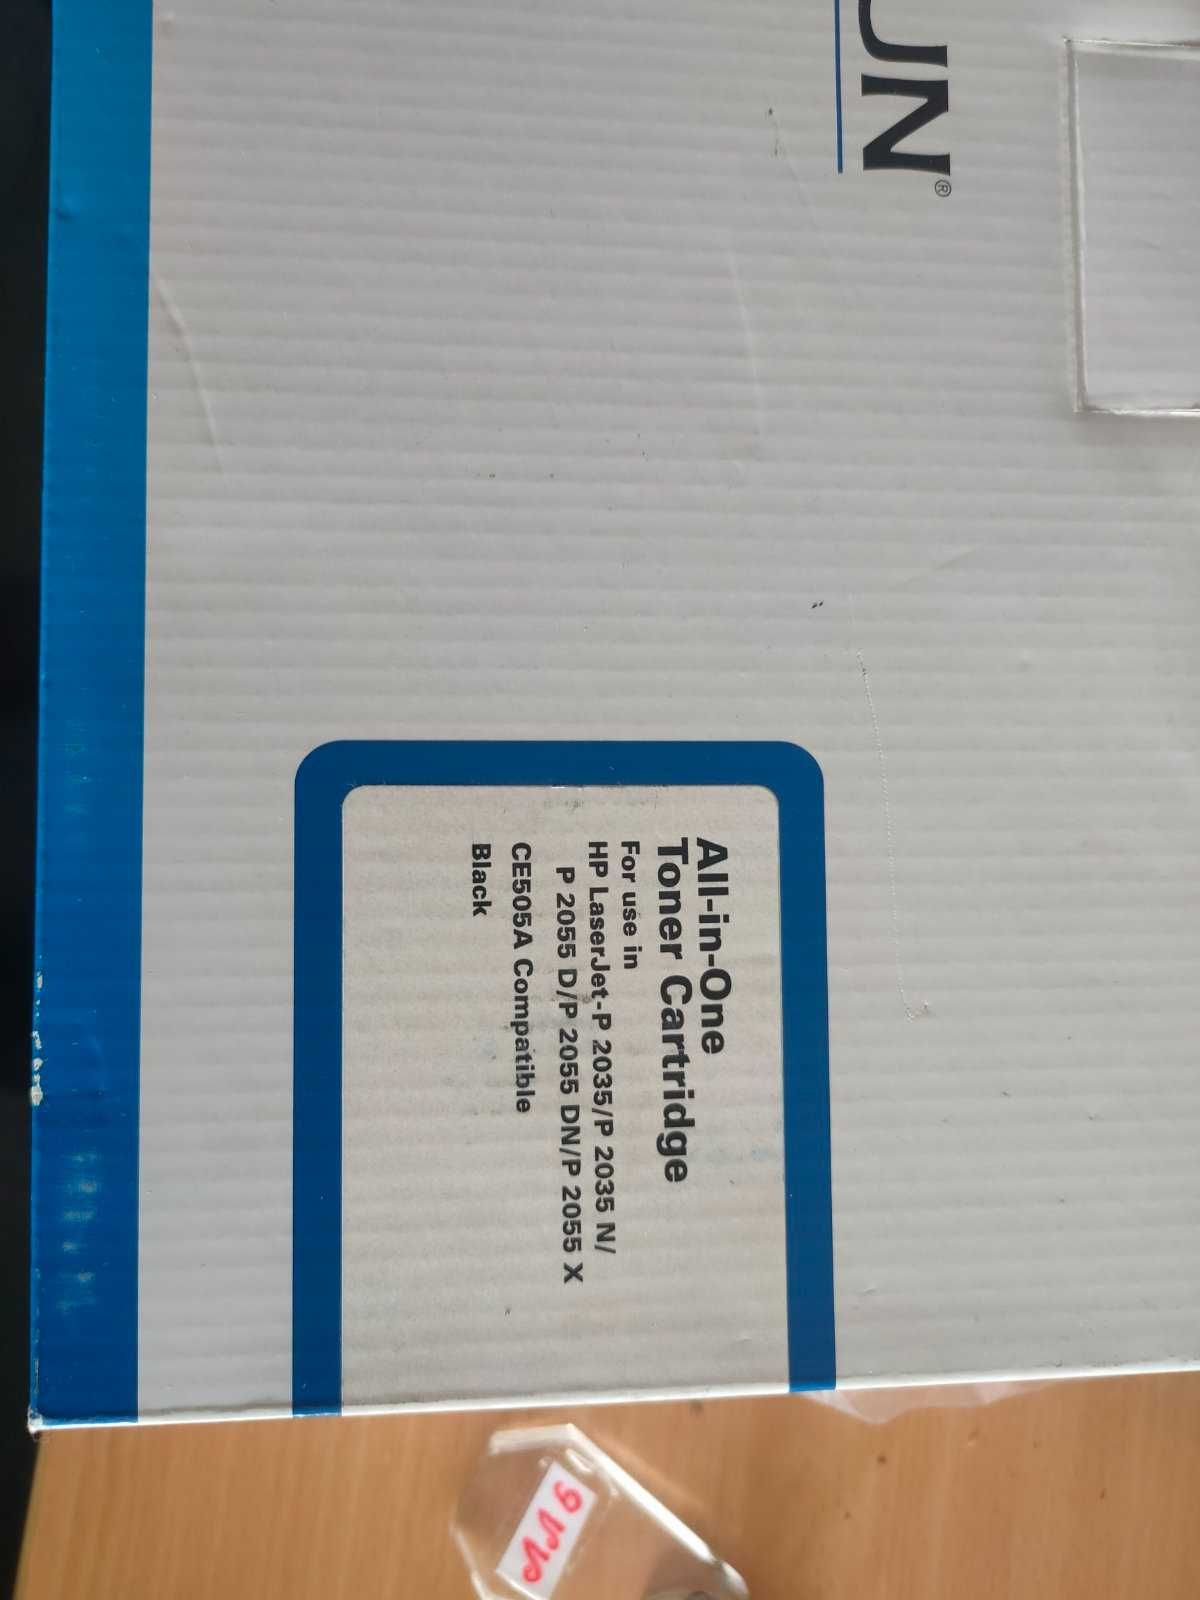 UN®
All-in-One
Toner Cartridge
For use in
HP LaserJet-P 2035/P 2035 N/
P 2055 D/P 2055 DN/P 2055 X
CE505A Compatible
Black